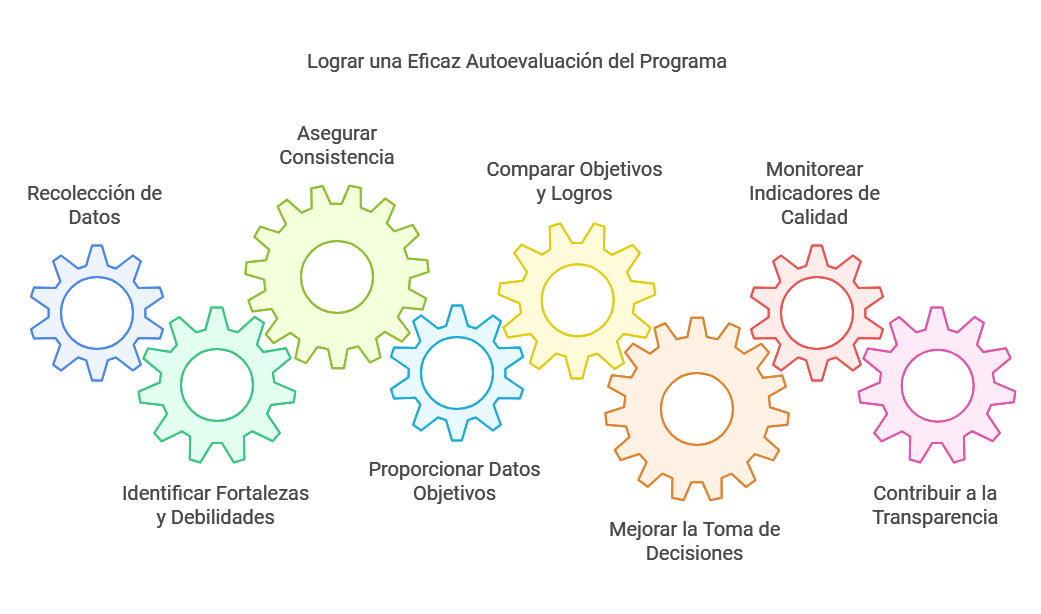 Lograr una Eficaz Autoevaluación del Programa
Recolección de
Datos
Identificar Fortalezas
y Debilidades
Asegurar
Consistencia
Proporcionar Datos
Objetivos
Comparar Objetivos
y Logros
Mejorar la Toma de
Decisiones
Monitorear
Indicadores de
Calidad
Contribuir a la
Transparencia